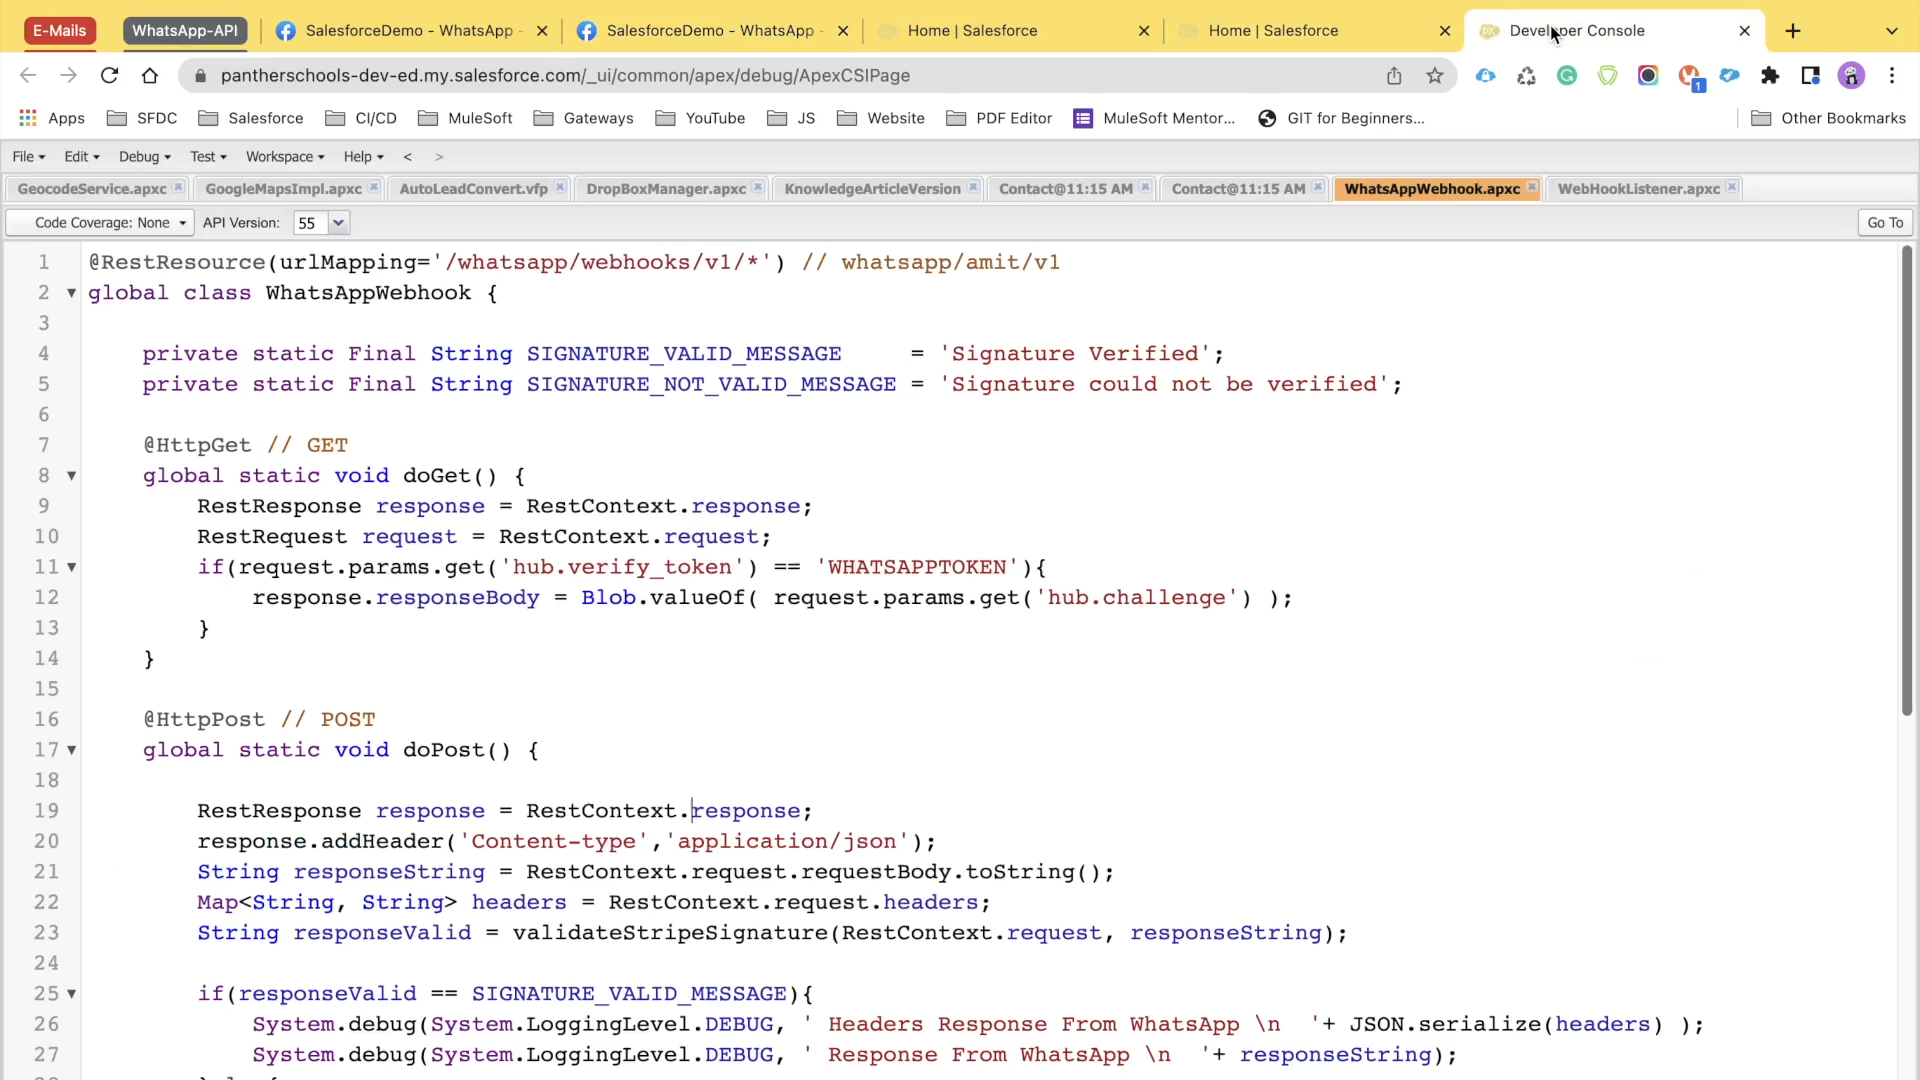 E-Mails WhatsApp-API SalesforceDemo - WhatsApp - SalesforceDemo - WhatsApp - Home | Salesforce Home | Salesforce Developer Console
pantherschools-dev-ed.my.salesforce.com/_ui/common/apex/debug/ApexCSIPage 1
Apps SFDC Salesforce CI/CD MuleSoft Gateways YouTube JS Website PDF Editor MuleSoft Mentor... GIT for Beginners... Other Bookmarks
File Edit Debug Test Workspace Help < >
GeocodeService.apxc GoogleMapsImpl.apxc AutoLeadConvert.vfp DropBoxManager.apxc KnowledgeArticleVersion Contact@11:15 AM Contact@11:15 AM WhatsAppWebhook.apxc WebHookListener.apxc
Code Coverage: None API Version: 55 Go To
1 @RestResource(urlMapping='/whatsapp/webhooks/v1/*') // whatsapp/amit/v1
2 global class WhatsAppWebhook {
3
4 private static Final String SIGNATURE_VALID_MESSAGE = 'Signature Verified';
5 private static Final String SIGNATURE_NOT_VALID_MESSAGE = 'Signature could not be verified';
6
7 @HttpGet // GET
8 global static void doGet() {
9 RestResponse response = RestContext.response;
10 RestRequest request = RestContext.request;
11 if(request.params.get('hub.verify_token') == 'WHATSAPPTOKEN'){
12 response.responseBody = Blob.valueOf( request.params.get('hub.challenge') );
13 }
14 }
15
16 @HttpPost // POST
17 global static void doPost() {
18
19 RestResponse response = RestContext.response;
20 response.addHeader('Content-type','application/json');
21 String responseString = RestContext.request.requestBody.toString();
22 Map<String, String> headers = RestContext.request.headers;
23 String responseValid = validateStripeSignature(RestContext.request, responseString);
24
25 if(responseValid == SIGNATURE_VALID_MESSAGE){
26 System.debug(System.LoggingLevel.DEBUG, ' Headers Response From WhatsApp \n '+ JSON.serialize(headers) );
27 System.debug(System.LoggingLevel.DEBUG, ' Response From WhatsApp \n '+ responseString);